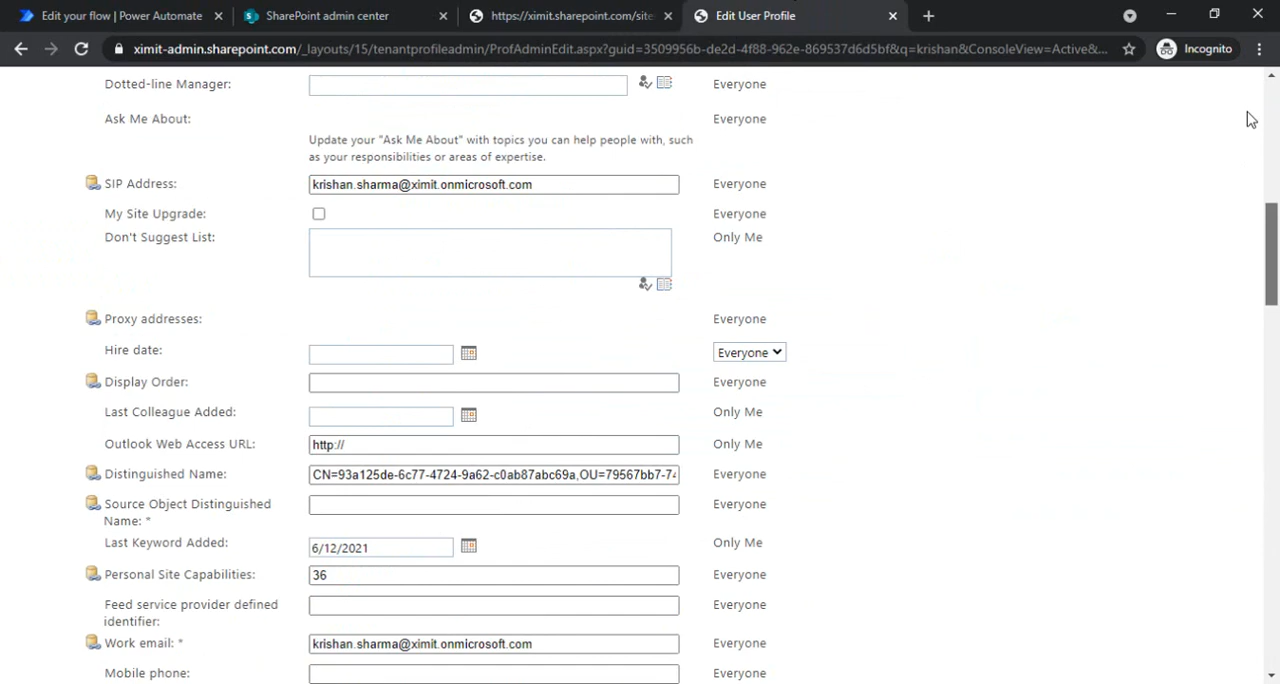 Edit your flow | Power Automate
SharePoint admin center
https://ximit.sharepoint.com/site
Edit User Profile
ximit-admin.sharepoint.com/_layouts/15/tenantprofileadmin/ProfAdminEdit.aspx?guid=3509956b-de2d-4f88-962e-869537d6d5bf&q=krishan&ConsoleView=Active&...
Incognito
Dotted-line Manager: Everyone
Ask Me About: Everyone
Update your "Ask Me About" with topics you can help people with, such
as your responsibilities or areas of expertise.
SIP Address: krishan.sharma@ximit.onmicrosoft.com Everyone
My Site Upgrade: Everyone
Don't Suggest List: Only Me
Proxy addresses: Everyone
Hire date: Everyone
Display Order: Everyone
Last Colleague Added: Only Me
Outlook Web Access URL: http:// Only Me
Distinguished Name: CN=93a125de-6c77-4724-9a62-c0ab87abc69a,OU=79567bb7-74 Everyone
Source Object Distinguished Everyone
Name: *
Last Keyword Added: 6/12/2021 Only Me
Personal Site Capabilities: 36 Everyone
Feed service provider defined Everyone
identifier:
Work email: * krishan.sharma@ximit.onmicrosoft.com Everyone
Mobile phone: Everyone